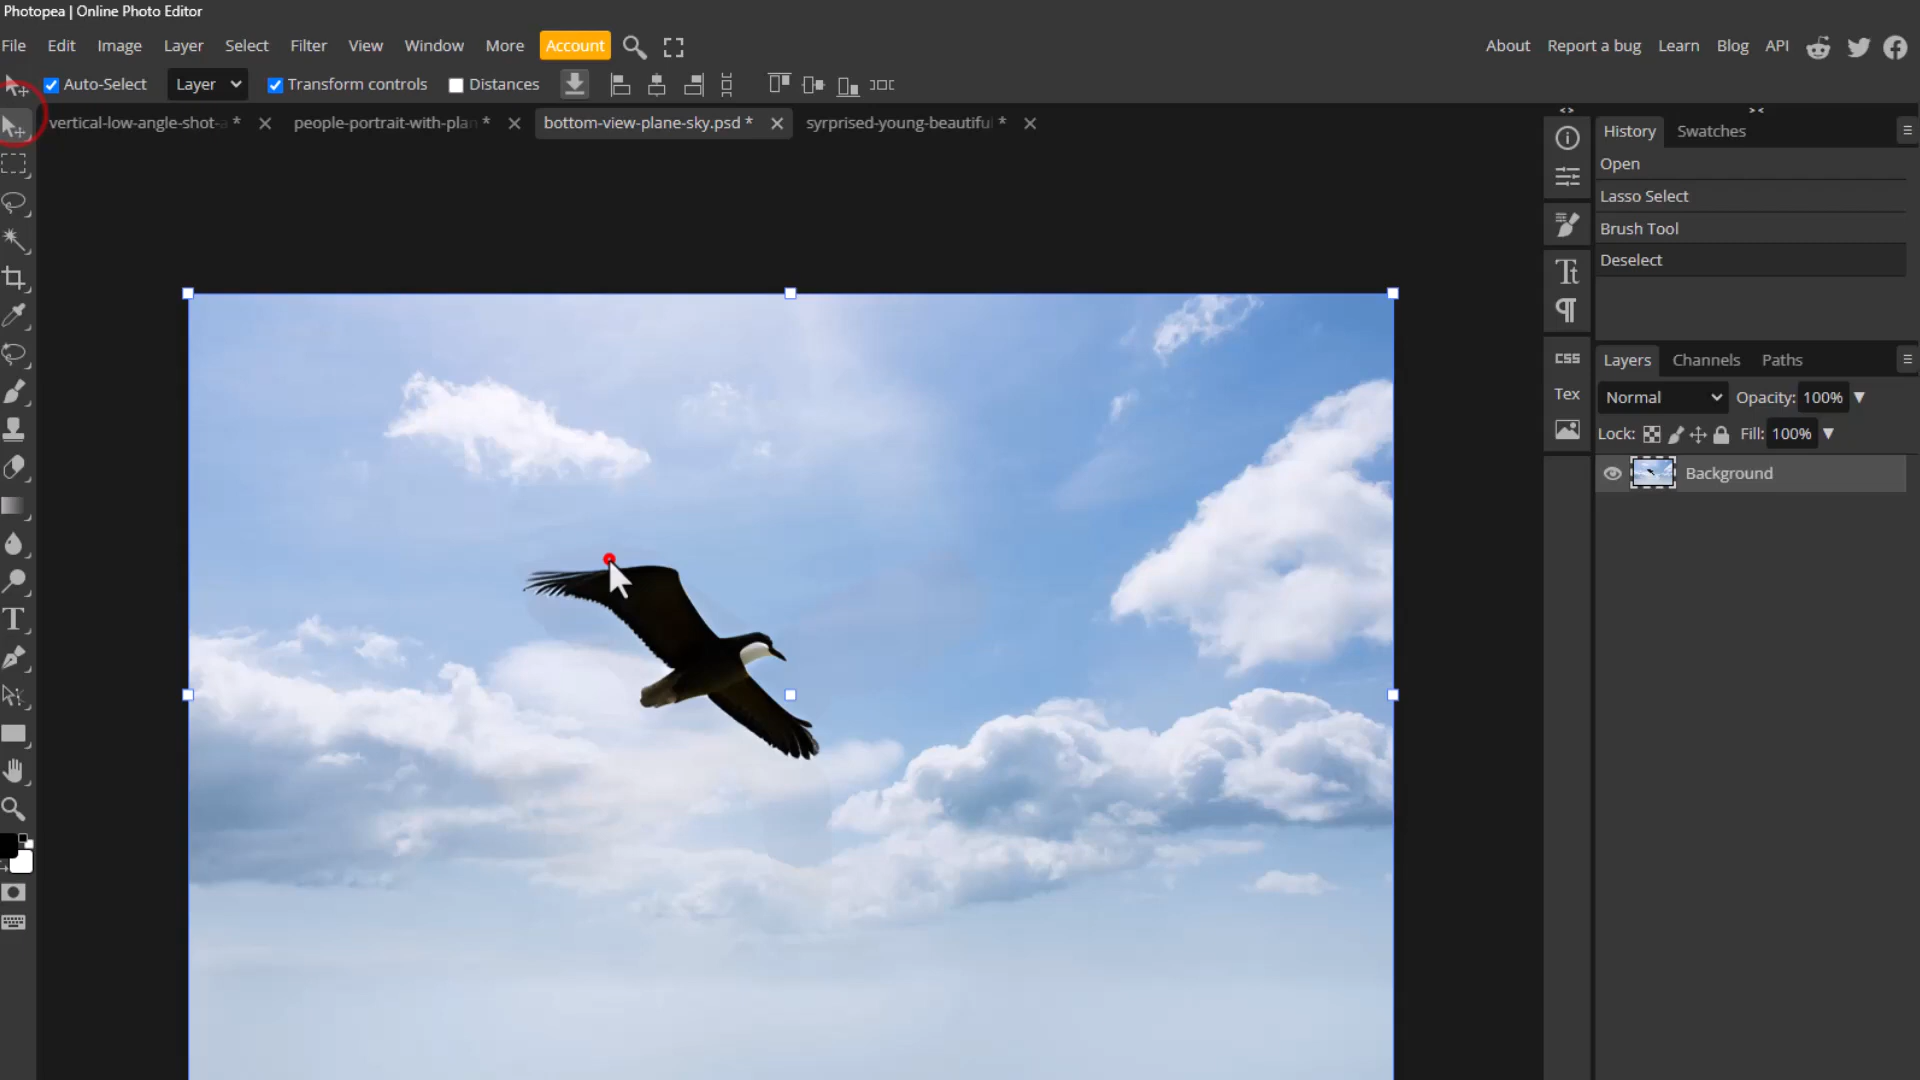 Photopea | Online Photo Editor
File Edit Image Layer Select Filter View Window More Account About Report a bug Learn Blog API
Auto-Select Layer Transform controls Distances
vertical-low-angle-shot-a * people-portrait-with-plan * bottom-view-plane-sky.psd * syrprised-young-beautiful *
History Swatches
Open
Lasso Select
Brush Tool
Deselect
CSS
Tex
Layers Channels Paths
Normal Opacity: 100%
Lock: Fill: 100%
Background